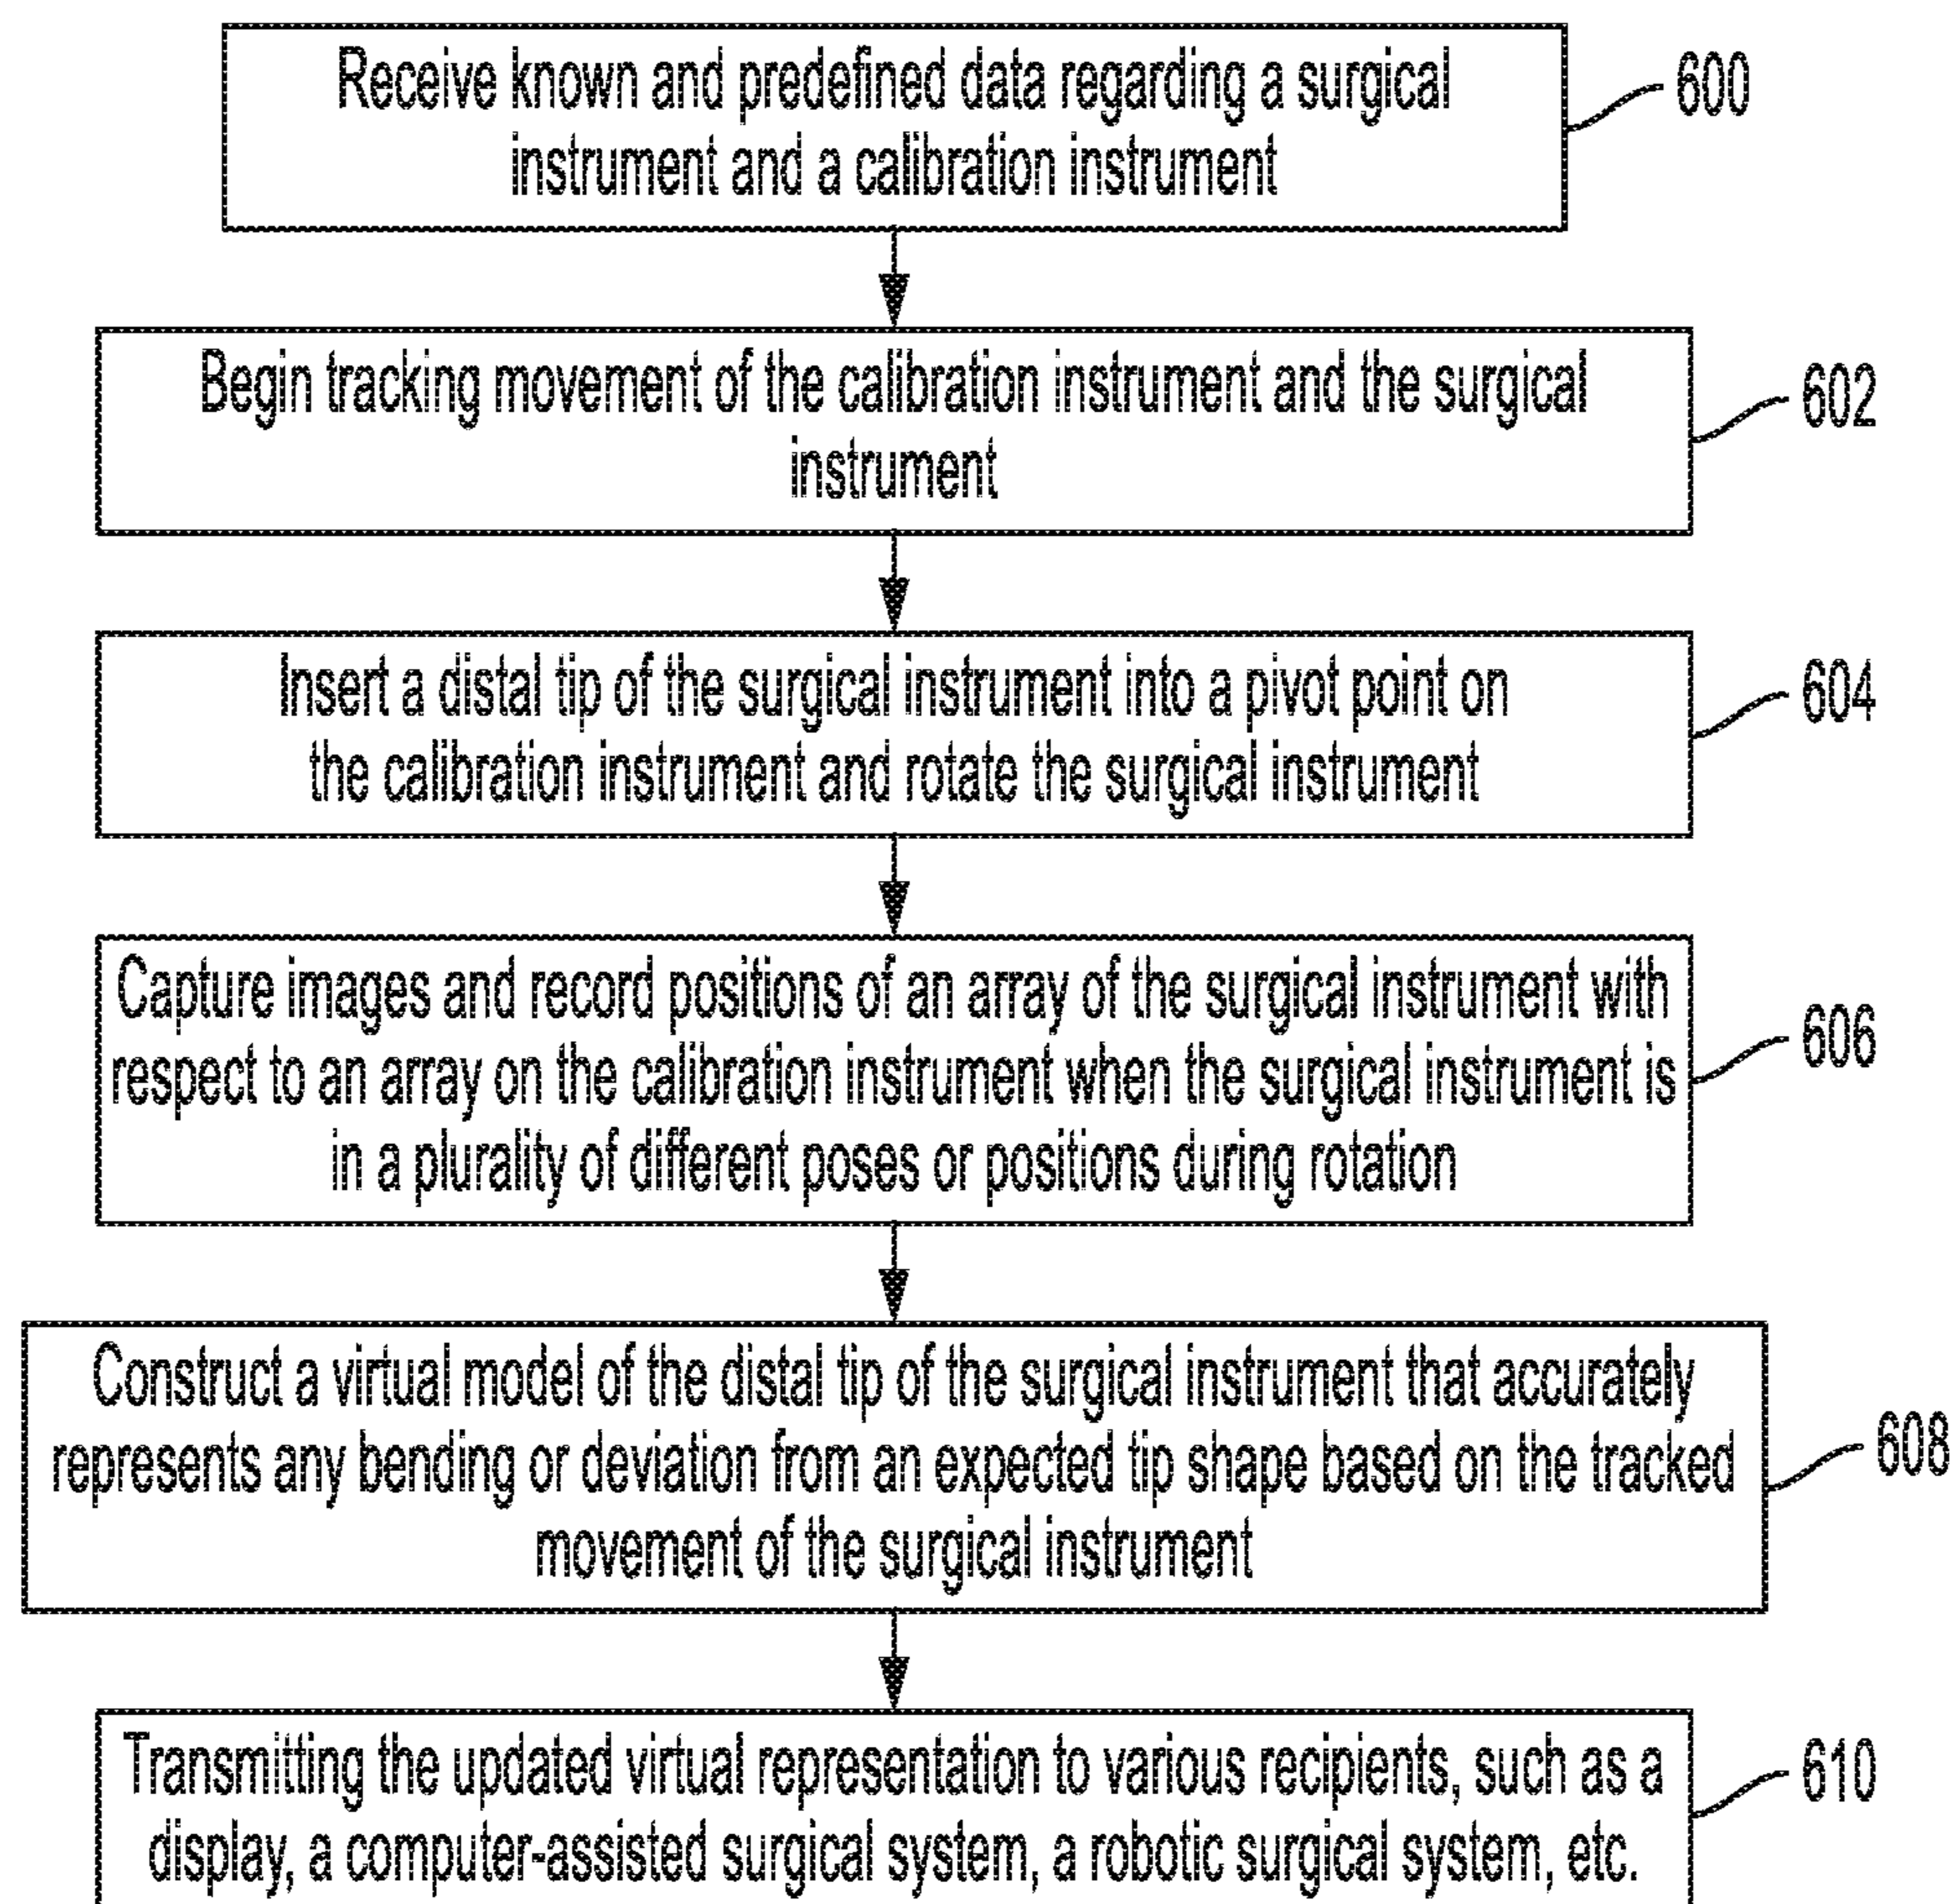 Receive known and predefined data regarding a surgical
instrument and a calibration instrument
600
Begin tracking movement of the calibration instrument and the surgical
instrument
602
Insert a distal tip of the surgical instrument into a pivot point on
the calibration instrument and rotate the surgical instrument
604
Capture images and record positions of an array of the surgical instrument with
respect to an array on the calibration instrument when the surgical instrument is
in a plurality of different poses or positions during rotation
606
Construct a virtual model of the distal tip of the surgical instrument that accurately
represents any bending or deviation from an expected tip shape based on the tracked
movement of the surgical instrument
608
Transmitting the updated virtual representation to various recipients, such as a
display, a computer-assisted surgical system, a robotic surgical system, etc.
610